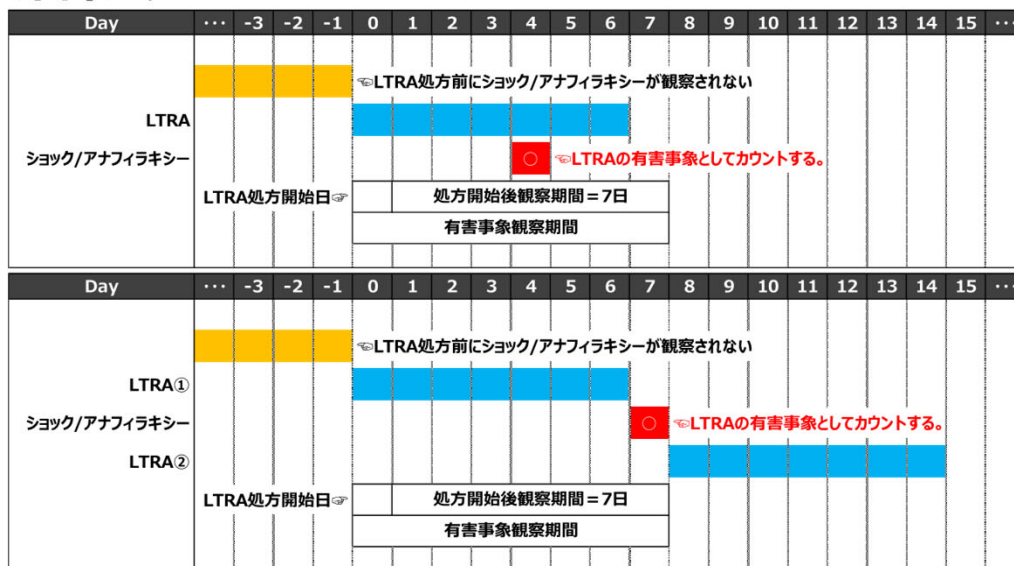 Day ··· -3 -2 -1 0 1 2 3 4 5 6 7 8 9 10 11 12 13 14 15 ···
☜LTRA処方前にショック/アナフィラキシーが観察されない
LTRA
ショック/アナフィラキシー ○ ☜LTRAの有害事象としてカウントする。
LTRA処方開始日☞ 処方開始後観察期間=7日
有害事象観察期間
Day ··· -3 -2 -1 0 1 2 3 4 5 6 7 8 9 10 11 12 13 14 15 ···
☜LTRA処方前にショック/アナフィラキシーが観察されない
LTRA①
ショック/アナフィラキシー ○ ☜LTRAの有害事象としてカウントする。
LTRA②
LTRA処方開始日☞ 処方開始後観察期間=7日
有害事象観察期間